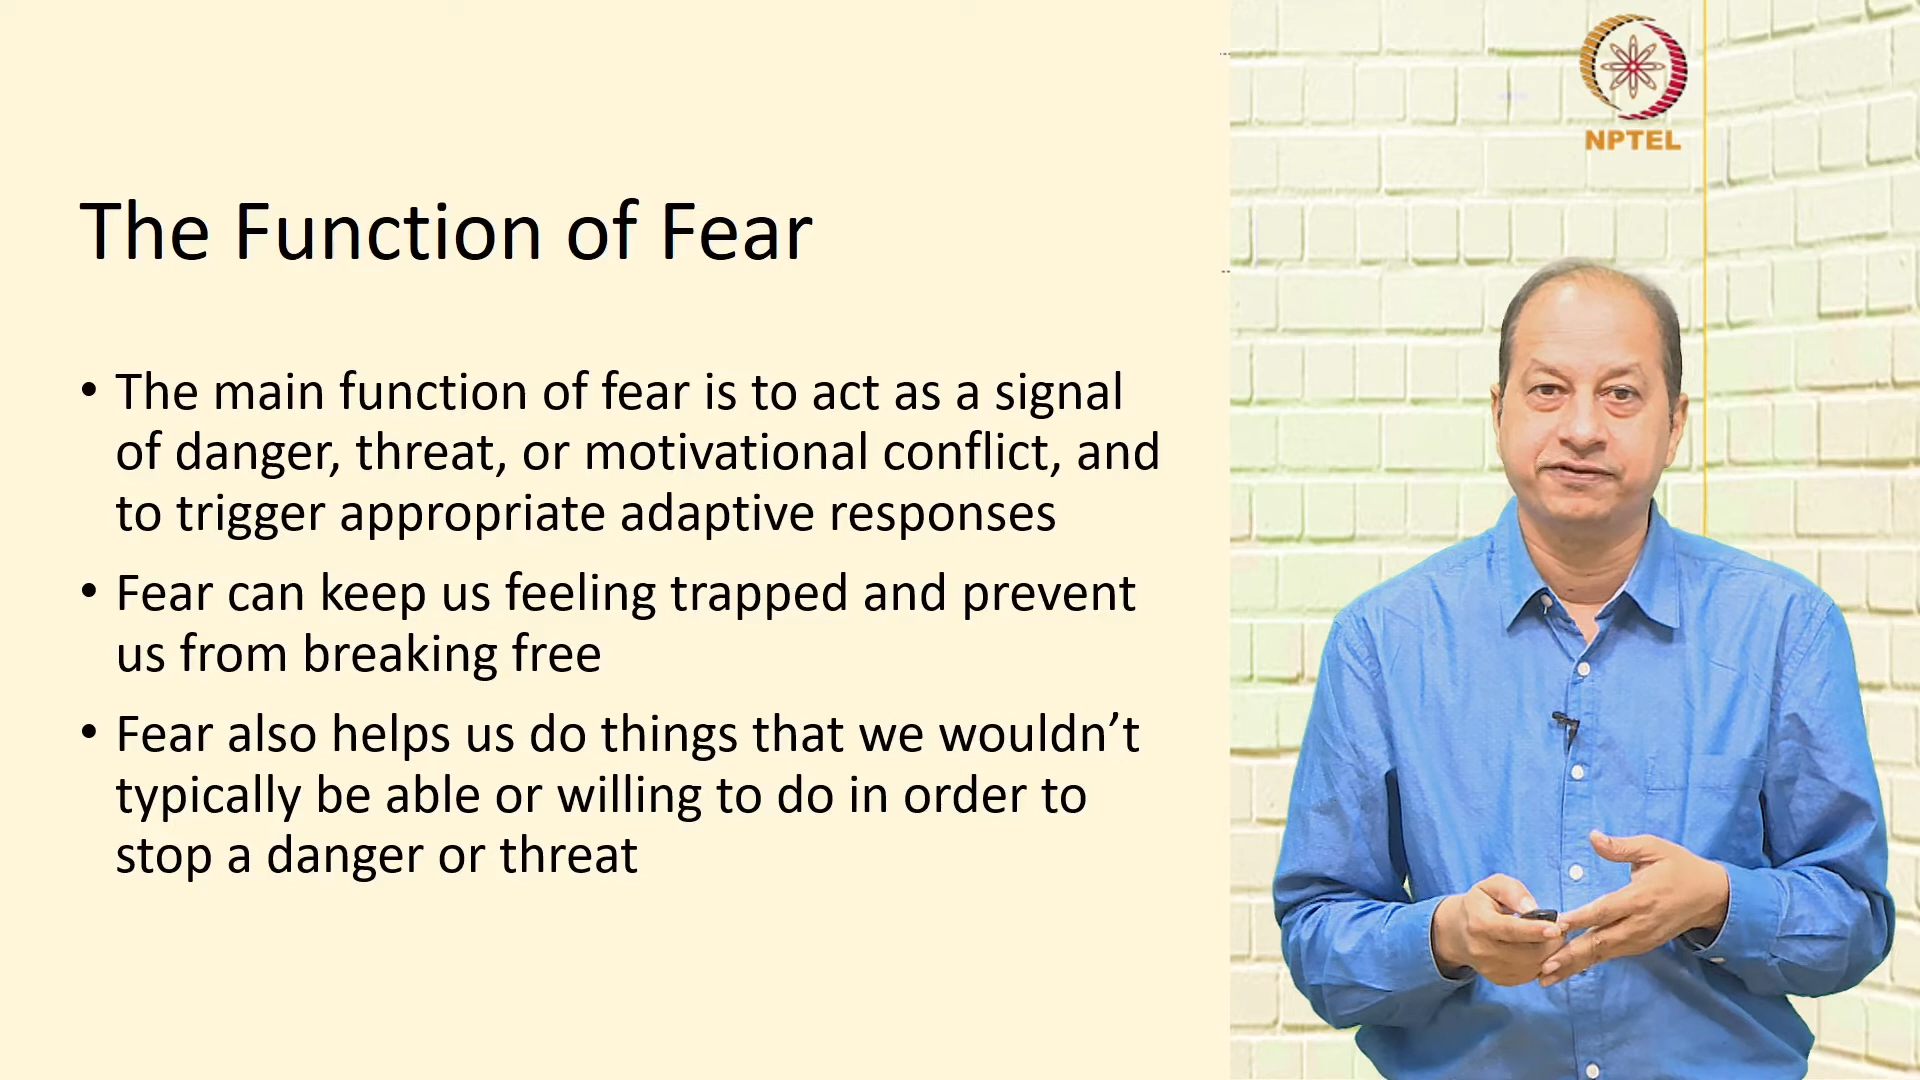 NPTEL
The Function of Fear
• The main function of fear is to act as a signal
of danger, threat, or motivational conflict, and
to trigger appropriate adaptive responses
• Fear can keep us feeling trapped and prevent
us from breaking free
• Fear also helps us do things that we wouldn’t
typically be able or willing to do in order to
stop a danger or threat